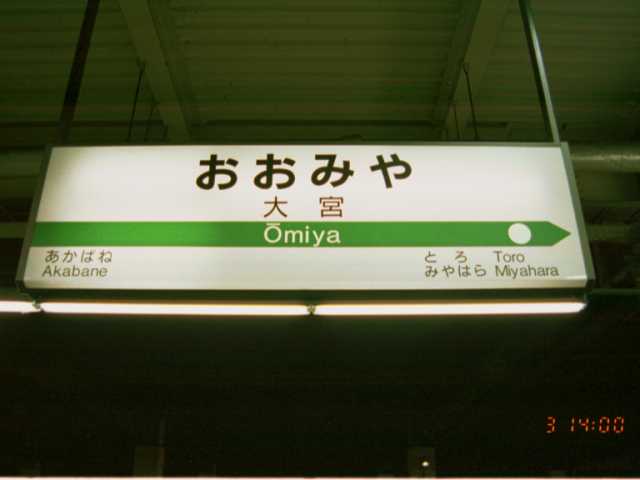 おおみや
大宮
Ōmiya
あかばね
Akabane
とろ Toro
みやはら Miyahara
3 14:00